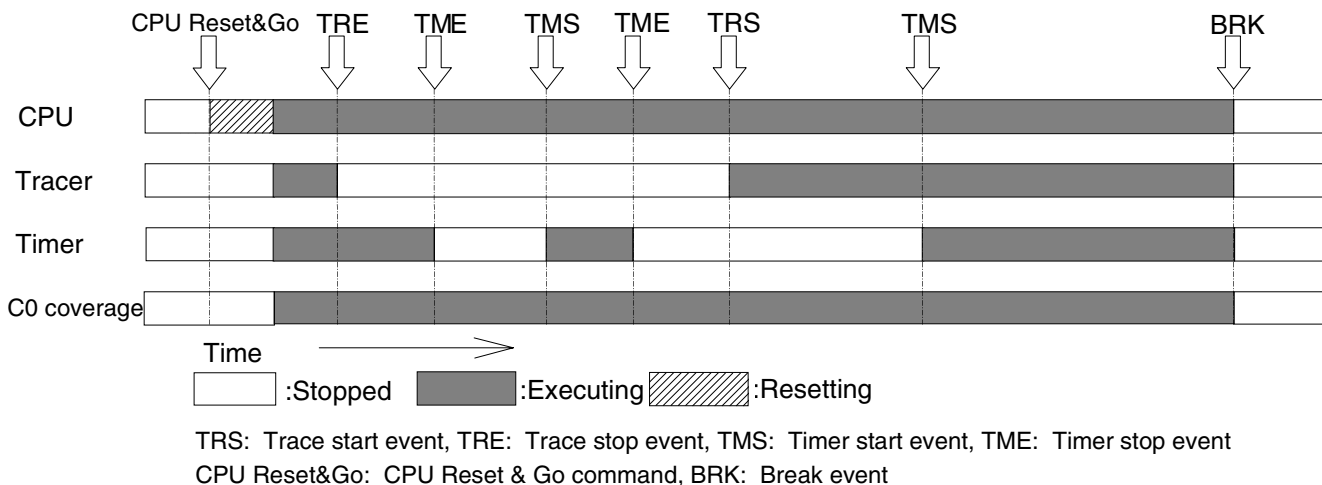 CPU Reset&Go TRE TME TMS TME TRS TMS BRK
CPU
Tracer
Timer
C0 coverage
Time
:Stopped :Executing :Resetting
TRS: Trace start event, TRE: Trace stop event, TMS: Timer start event, TME: Timer stop event
CPU Reset&Go: CPU Reset & Go command, BRK: Break event